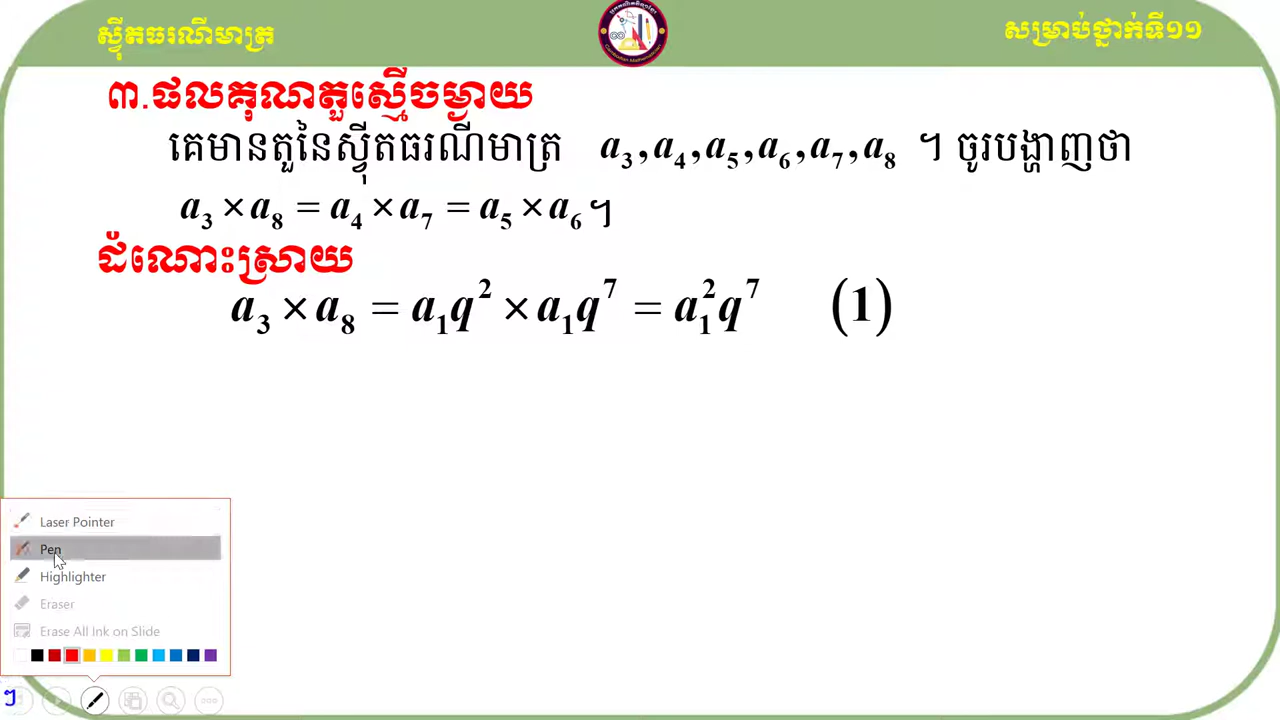 ស្វ៊ីតធរណីមាត្រ
សម្រាប់ថ្នាក់ទី១១
៣.ផលគុណតួស្មើចម្ងាយ
គេមានតួនៃស្វ៊ីតធរណីមាត្រ a₃,a₄,a₅,a₆,a₇,a₈ ។ ចូរបង្ហាញថា
a₃ × a₈ = a₄ × a₇ = a₅ × a₆ ។
ដំណោះស្រាយ
a₃ × a₈ = a₁q² × a₁q⁷ = a₁²q⁷ (1)
Laser Pointer
Pen
Highlighter
Eraser
Erase All Ink on Slide